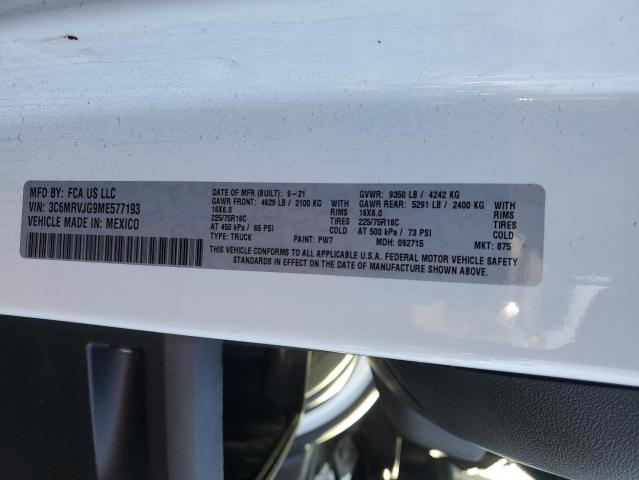 MFD BY: FCA US LLC
VIN: 3C6MRVJG9ME577193
VEHICLE MADE IN: MEXICO
DATE OF MFR (BUILT): 9-21 GVWR: 9350 LB / 4242 KG
GAWR FRONT: 4629 LB / 2100 KG GAWR REAR: 5291 LB / 2400 KG
16X6.0 RIMS 16X6.0 RIMS
225/75R16C TIRES 225/75R16C TIRES
AT 450 kPa / 65 PSI COLD AT 500 kPa / 73 PSI COLD
TYPE: TRUCK PAINT: PW7 MDH: 092715 MKT: 875
THIS VEHICLE CONFORMS TO ALL APPLICABLE U.S.A. FEDERAL MOTOR VEHICLE SAFETY
STANDARDS IN EFFECT ON THE DATE OF MANUFACTURE SHOWN ABOVE.